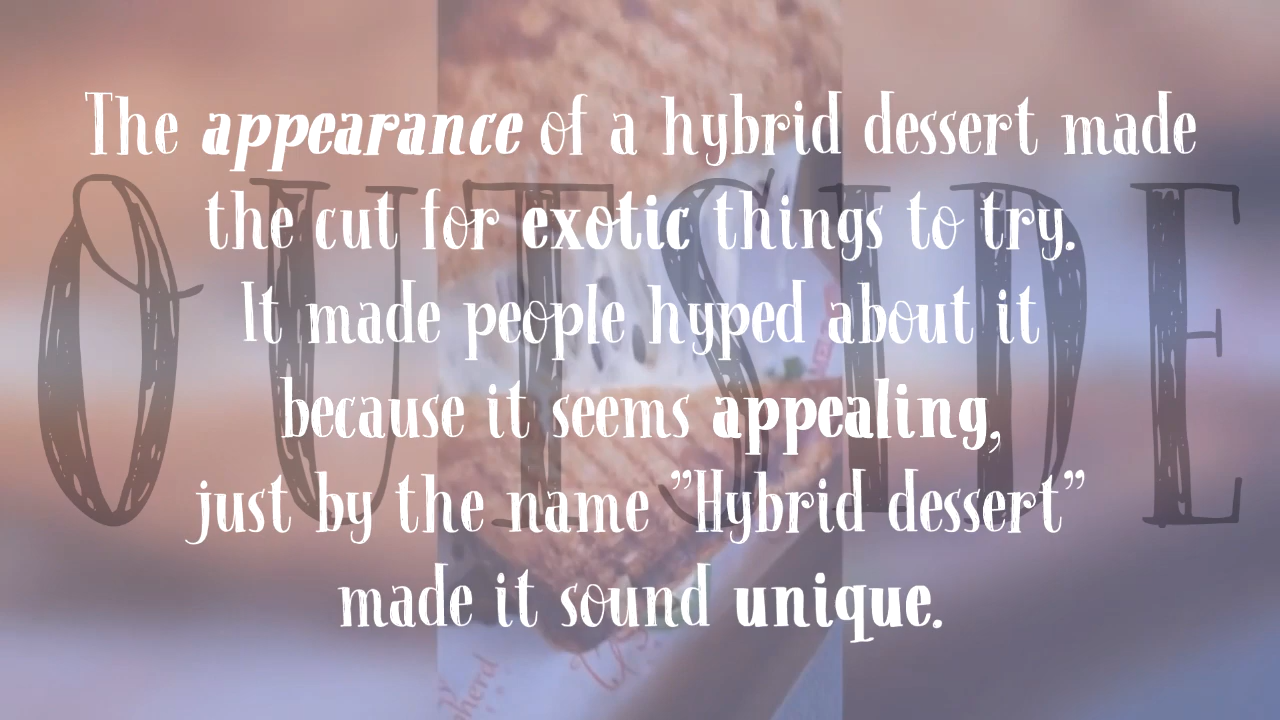 The appearance of a hybrid dessert made
the cut for exotic things to try.
It made people hyped about it
because it seems appealing,
just by the name "Hybrid dessert"
made it sound unique.
OUTSIDE